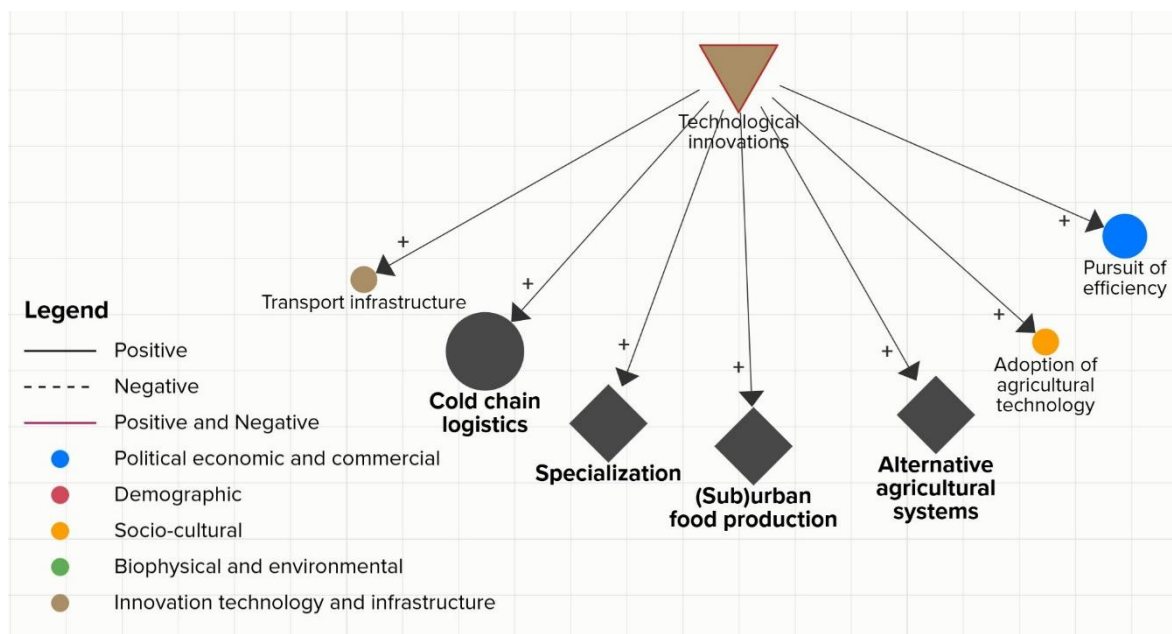 Technological
innovations
+
+
+
+
+
+
+
Pursuit of
efficiency
Transport infrastructure
Adoption of
agricultural
technology
Cold chain
logistics
Specialization
(Sub)urban
food production
Alternative
agricultural
systems
Legend
Positive
Negative
Positive and Negative
Political economic and commercial
Demographic
Socio-cultural
Biophysical and environmental
Innovation technology and infrastructure